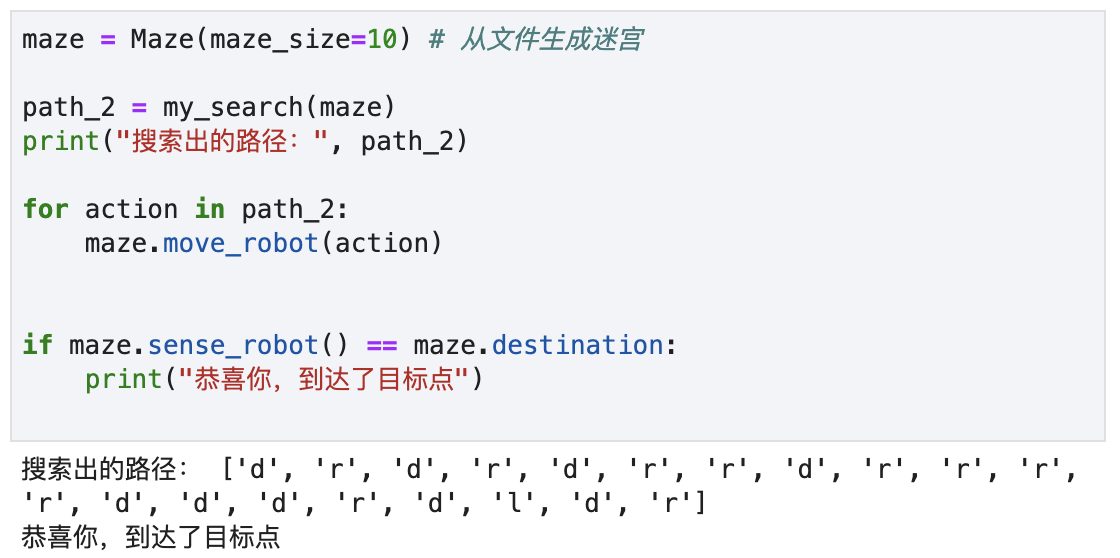 maze = Maze(maze_size=10) # 从文件生成迷宫
path_2 = my_search(maze)
print("搜索出的路径：", path_2)
for action in path_2:
    maze.move_robot(action)
if maze.sense_robot() == maze.destination:
    print("恭喜你，到达了目标点")
搜索出的路径： ['d', 'r', 'd', 'r', 'd', 'r', 'r', 'd', 'r', 'r', 'r',
'r', 'd', 'd', 'd', 'r', 'd', 'l', 'd', 'r']
恭喜你，到达了目标点